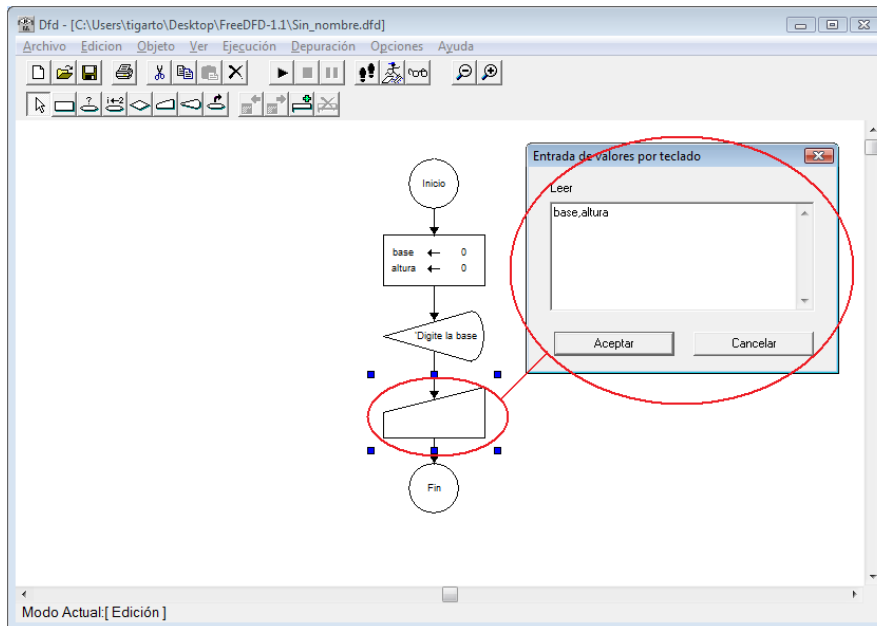 Dfd - [C:\Users\tigarto\Desktop\FreeDFD-1.1\Sin_nombre.dfd]
Archivo Edicion Objeto Ver Ejecución Depuración Opciones Ayuda
? i+2
Inicio
base ← 0
altura ← 0
'Digite la base
Fin
Entrada de valores por teclado
Leer
base,altura
Aceptar Cancelar
Modo Actual:[ Edición ]